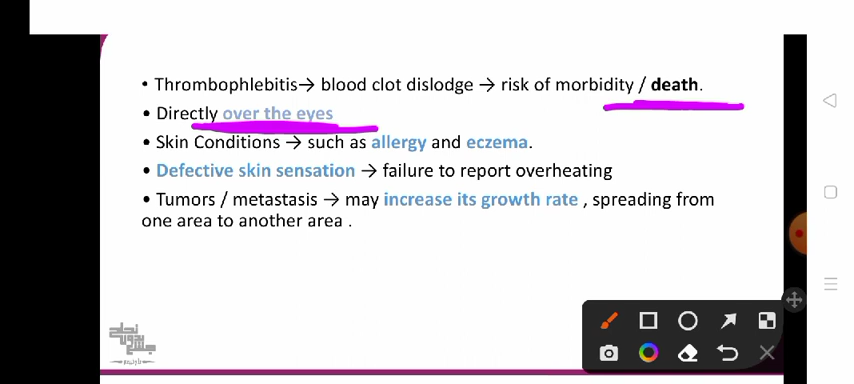 • Thrombophlebitis→ blood clot dislodge → risk of morbidity / death.
• Directly over the eyes
• Skin Conditions → such as allergy and eczema.
• Defective skin sensation → failure to report overheating
• Tumors / metastasis → may increase its growth rate , spreading from
one area to another area .